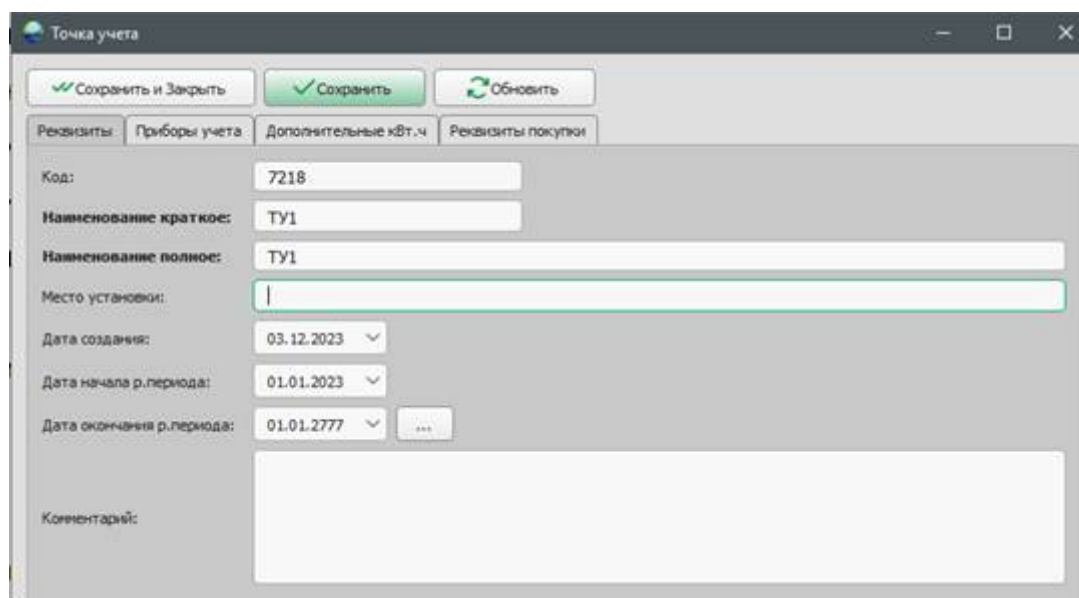 Точка учета
Сохранить и Закрыть Сохранить Обновить
Реквизиты Приборы учета Дополнительные кВт.ч Реквизиты покупки
Код: 7218
Наименование краткое: ТУ1
Наименование полное: ТУ1
Место установки:
Дата создания: 03.12.2023
Дата начала р.периода: 01.01.2023
Дата окончания р.периода: 01.01.2777 ...
Комментарий: